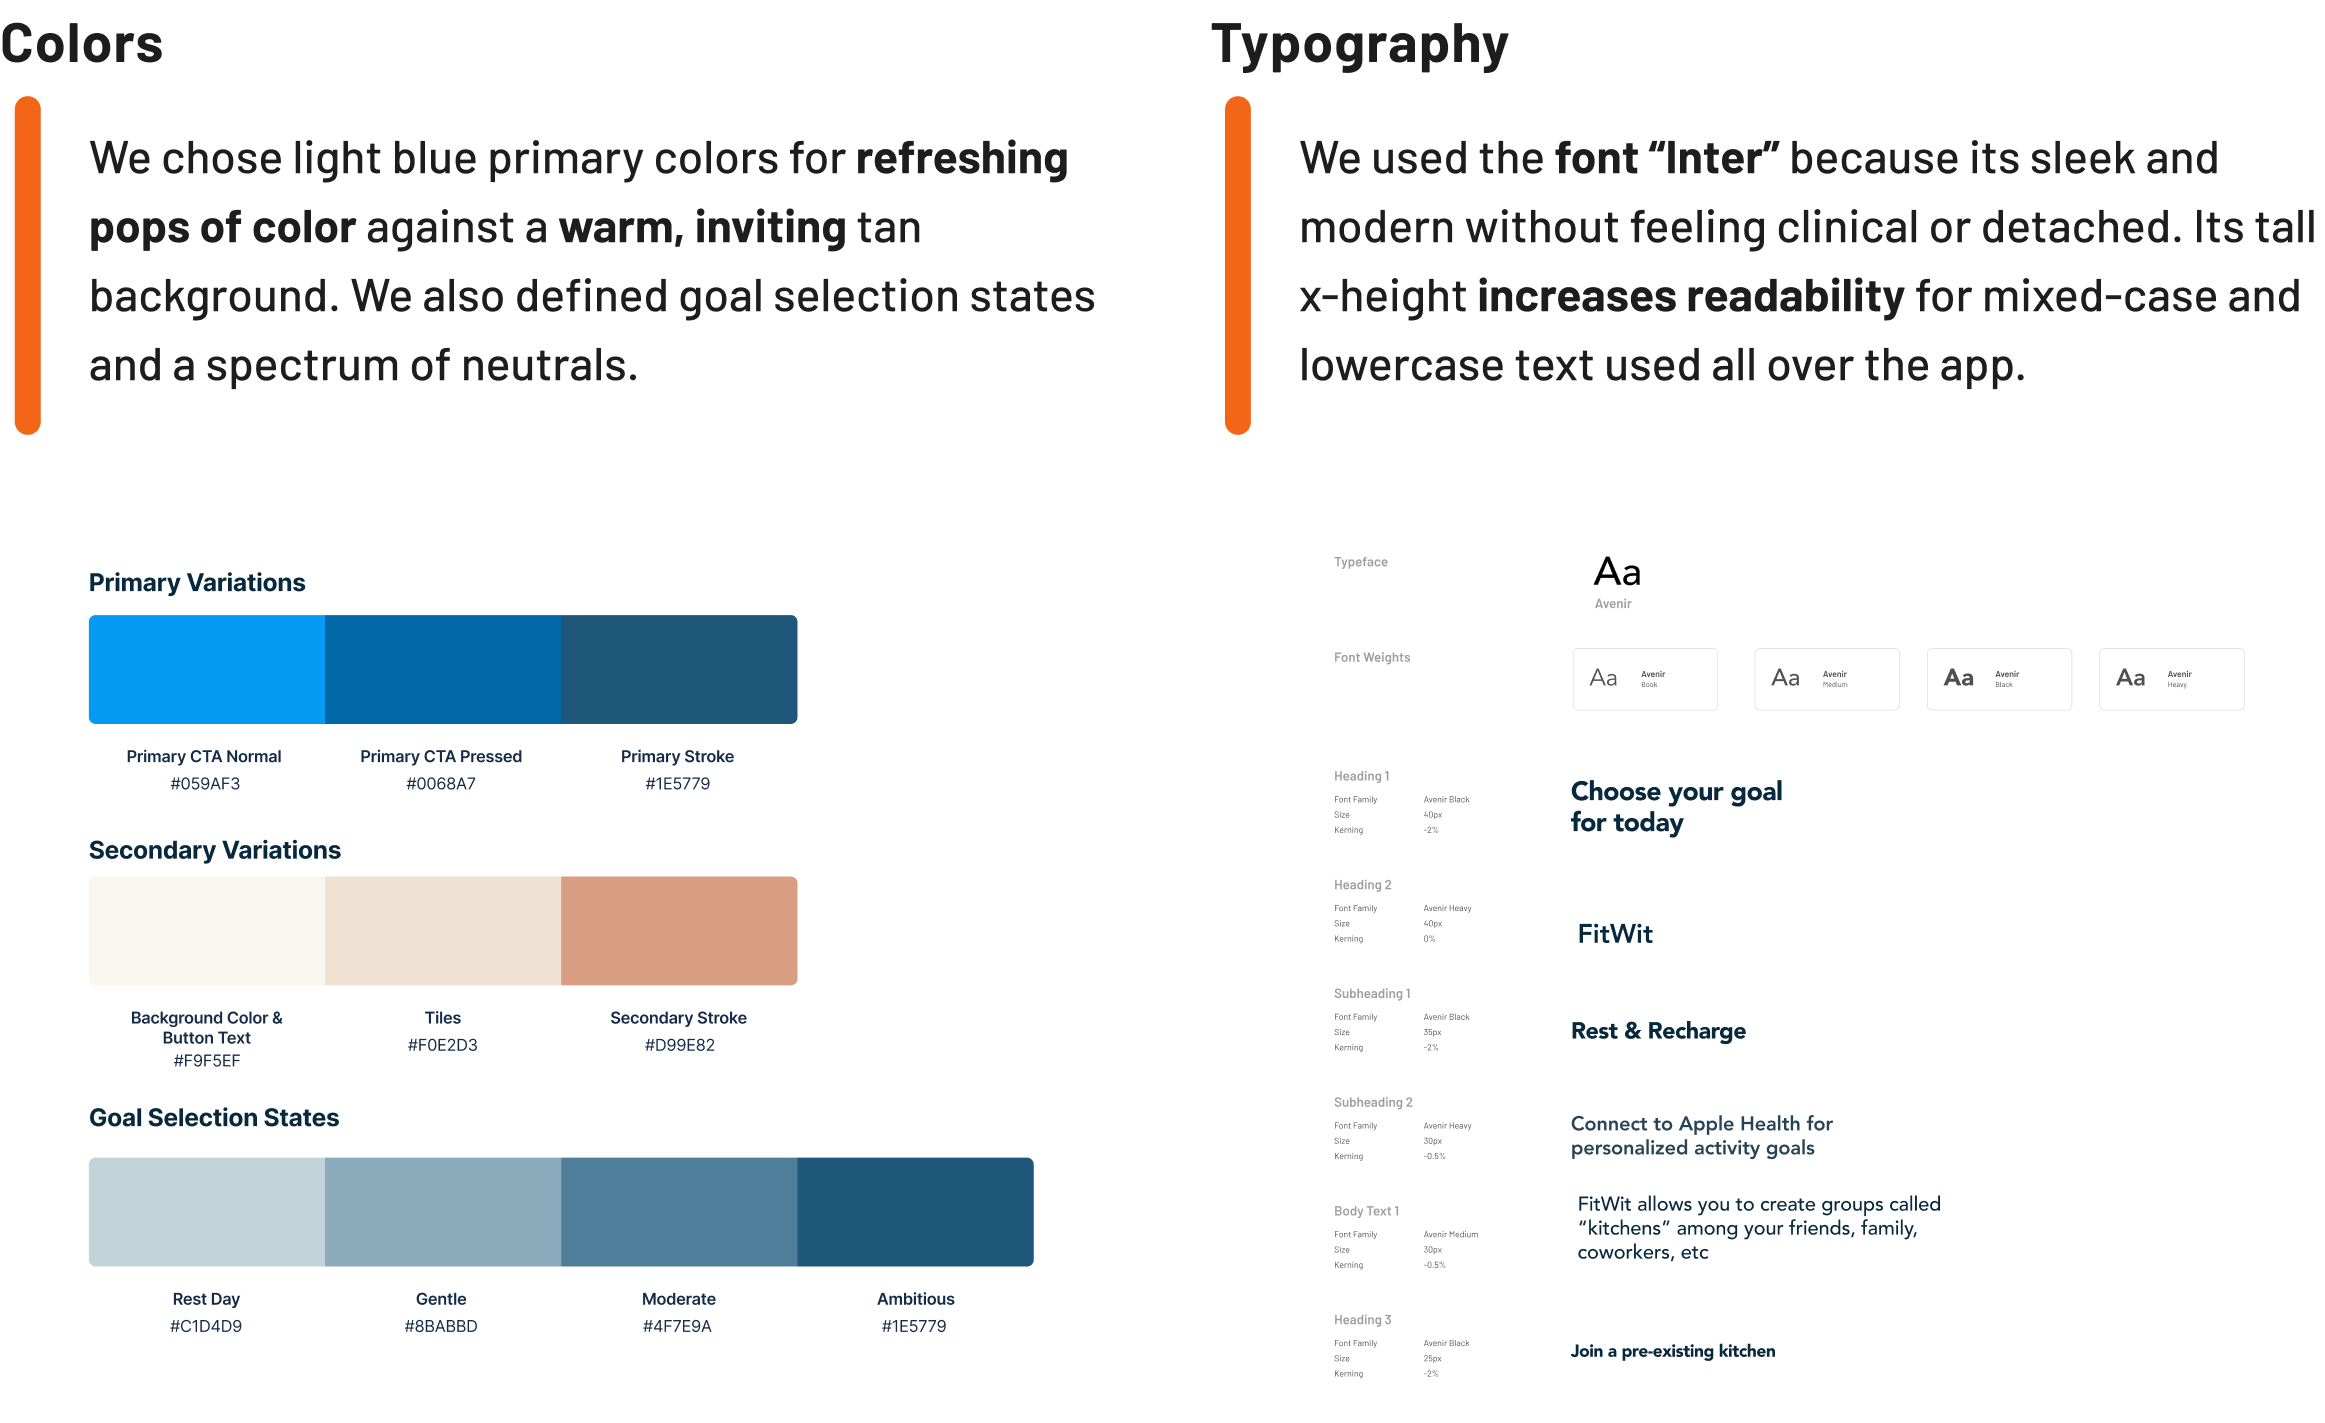 Colors
We chose light blue primary colors for refreshing
pops of color against a warm, inviting tan
background. We also defined goal selection states
and a spectrum of neutrals.
Primary Variations
Primary CTA Normal
#059AF3
Primary CTA Pressed
#0068A7
Primary Stroke
#1E5779
Secondary Variations
Background Color &
Button Text
#F9F5EF
Tiles
#F0E2D3
Secondary Stroke
#D99E82
Goal Selection States
Rest Day
#C1D4D9
Gentle
#8BABBD
Moderate
#4F7E9A
Ambitious
#1E5779
Typography
We used the font “Inter” because its sleek and
modern without feeling clinical or detached. Its tall
x-height increases readability for mixed-case and
lowercase text used all over the app.
Typeface
Aa
Avenir
Font Weights
Aa
Avenir
Book
Aa
Avenir
Medium
Aa
Avenir
Black
Aa
Avenir
Heavy
Heading 1
Font Family Avenir Black
Size 40px
Kerning -2%
Choose your goal
for today
Heading 2
Font Family Avenir Heavy
Size 40px
Kerning 0%
FitWit
Subheading 1
Font Family Avenir Black
Size 35px
Kerning -2%
Rest & Recharge
Subheading 2
Font Family Avenir Heavy
Size 30px
Kerning -0.5%
Connect to Apple Health for
personalized activity goals
Body Text 1
Font Family Avenir Medium
Size 30px
Kerning -0.5%
FitWit allows you to create groups called
“kitchens” among your friends, family,
coworkers, etc
Heading 3
Font Family Avenir Black
Size 25px
Kerning -2%
Join a pre-existing kitchen